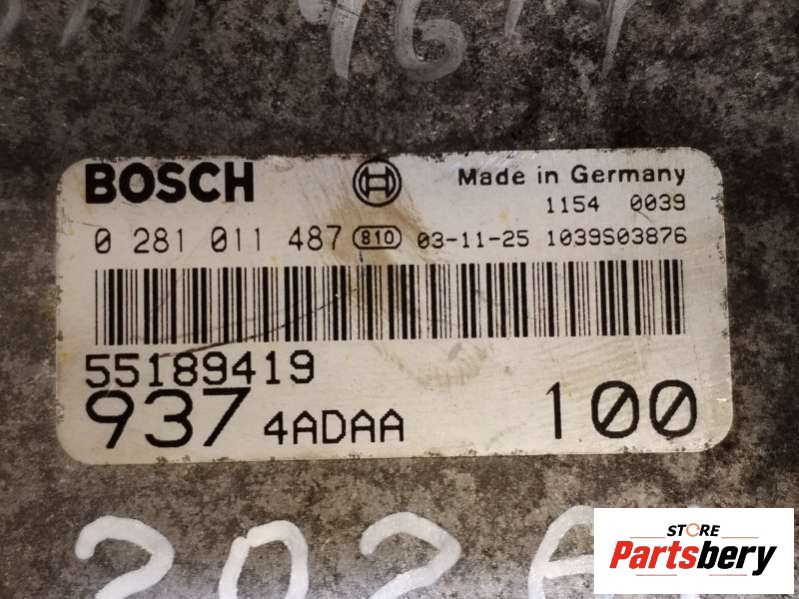 BOSCH
Made in Germany
1154 0039
0 281 011 487 810 03-11-25 1039S03876
55189419
937 4ADAA 100
STORE
Partsbery